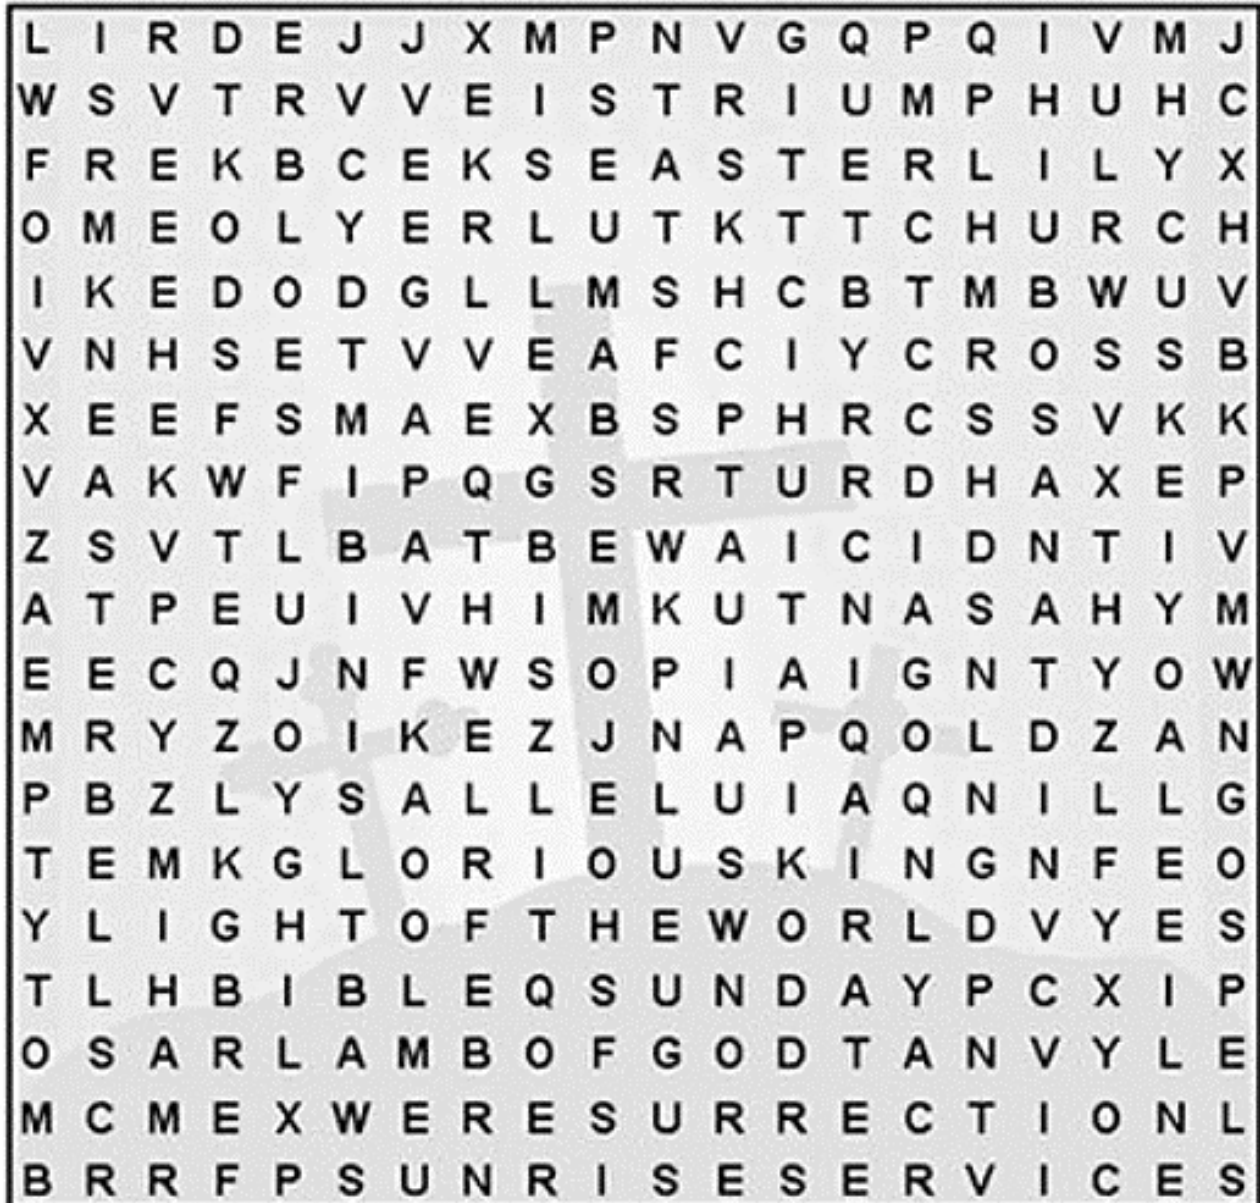 L I R D E J J X M P N V G Q P Q I V M J
W S V T R V V E I S T R I U M P H U H C
F R E K B C E K S E A S T E R L I L Y X
O M E O L Y E R L U T K T T C H U R C H
I K E D O D G L L M S H C B T M B W U V
V N H S E T V V E A F C I Y C R O S S B
X E E F S M A E X B S P H R C S S V K K
V A K W F I P Q G S R T U R D H A X E P
Z S V T L B A T B E W A I C I D N T I V
A T P E U I V H I M K U T N A S A H Y M
E E C Q J N F W S O P I A I G N T Y O W
M R Y Z O I K E Z J N A P Q O L D Z A N
P B Z L Y S A L L E L U I A Q N I L L G
T E M K G L O R I O U S K I N G N F E O
Y L I G H T O F T H E W O R L D V Y E S
T L H B I B L E Q S U N D A Y P C X I P
O S A R L A M B O F G O D T A N V Y L E
M C M E X W E R E S U R R E C T I O N L
B R R F P S U N R I S E S E R V I C E S